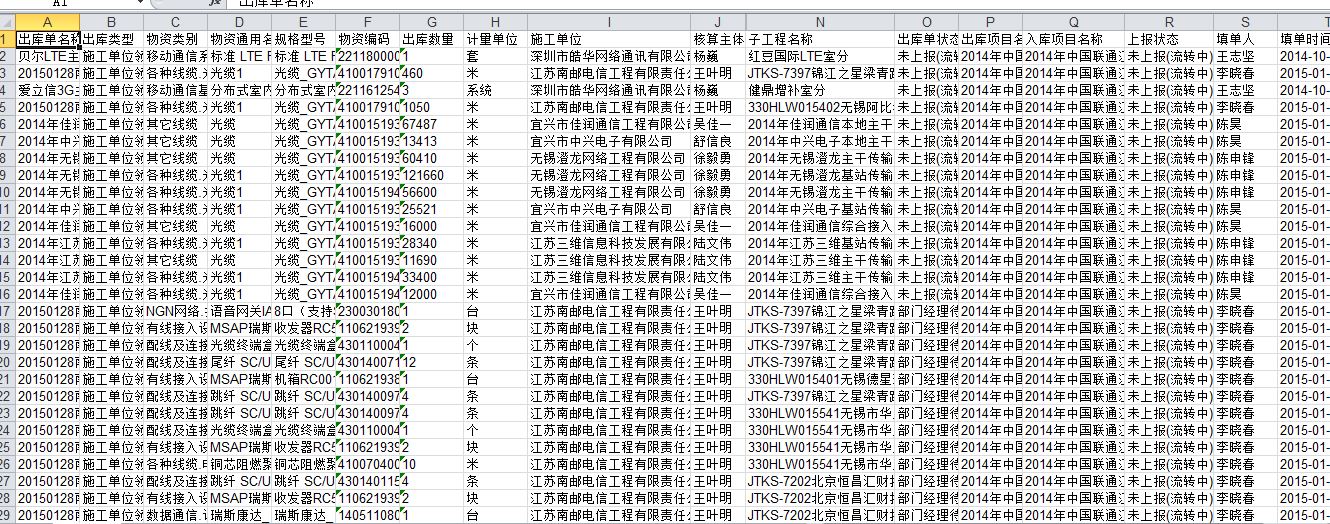 A1 fx 出库单名称
A B C D E F G H I J N O P Q R S T
1 出库单名称 出库类型 物资类别 物资通用名 规格型号 物资编码 出库数量 计量单位 施工单位 核算主体 子工程名称 出库单状态 出库项目名 入库项目名称 上报状态 填单人 填单时间
2 贝尔LTE主 施工单位领 移动通信系 标准 LTE F 标准 LTE F 221180000 1 套 深圳市皓华网络通讯有限公司 杨巍 红豆国际LTE室分 未上报(流转 2014年中国 2014年中国联通 未上报(流转中) 王志坚 2014-10-
3 20150128 施工单位领 各种线缆. 光缆1 光缆_GYTA 410017910 460 米 江苏南邮电信工程有限责任公 王叶明 JTKS-7397锦江之星梁青路 未上报(流转 2014年中国 2014年中国联通 未上报(流转中) 李晓春 2015-01-
4 爱立信3G主 施工单位领 移动通信基 分布式室内 分布式室内 221161254 3 系统 深圳市皓华网络通讯有限公司 杨巍 健鼎增补室分 未上报(流转 2014年中国 2014年中国联通 未上报(流转中) 王志坚 2014-10-
5 20150128 施工单位领 各种线缆. 光缆1 光缆_GYTA 410017910 1050 米 江苏南邮电信工程有限责任公 王叶明 330HLW015402无锡阿比 未上报(流转 2014年中国 2014年中国联通 未上报(流转中) 李晓春 2015-01-
6 2014年佳润 施工单位领 其它线缆 光缆 光缆_GYTA 410015193 67487 米 宜兴市佳润通信工程有限公司 吴佳一 2014年佳润通信本地主干 未上报(流转 2014年中国 2014年中国联通 未上报(流转中) 陈昊 2015-01-
7 2014年中兴 施工单位领 其它线缆 光缆 光缆_GYTA 410015193 13413 米 宜兴市中兴电子有限公司 舒信良 2014年中兴电子本地主干 未上报(流转 2014年中国 2014年中国联通 未上报(流转中) 陈昊 2015-01-
8 2014年无锡 施工单位领 其它线缆 光缆 光缆_GYTA 410015193 60410 米 无锡澄龙网络工程有限公司 徐毅勇 2014年无锡澄龙主干传输 未上报(流转 2014年中国 2014年中国联通 未上报(流转中) 陈申锋 2015-01-
9 2014年无锡 施工单位领 各种线缆. 光缆1 光缆_GYTA 410015193 121660 米 无锡澄龙网络工程有限公司 徐毅勇 2014年无锡澄龙基站传输 未上报(流转 2014年中国 2014年中国联通 未上报(流转中) 陈申锋 2015-01-
10 2014年无锡 施工单位领 各种线缆. 光缆1 光缆_GYTA 410015194 56600 米 无锡澄龙网络工程有限公司 徐毅勇 2014年无锡澄龙主干传输 未上报(流转 2014年中国 2014年中国联通 未上报(流转中) 陈申锋 2015-01-
11 2014年中兴 施工单位领 各种线缆. 光缆1 光缆_GYTA 410015193 25521 米 宜兴市中兴电子有限公司 舒信良 2014年中兴电子基站传输 未上报(流转 2014年中国 2014年中国联通 未上报(流转中) 陈昊 2015-01-
12 2014年佳润 施工单位领 其它线缆 光缆 光缆_GYTA 410015193 16000 米 宜兴市佳润通信工程有限公司 吴佳一 2014年佳润通信综合接入 未上报(流转 2014年中国 2014年中国联通 未上报(流转中) 陈昊 2015-01-
13 2014年江苏 施工单位领 各种线缆. 光缆1 光缆_GYTA 410015193 28340 米 江苏三维信息科技发展有限公 陆文伟 2014年江苏三维基站传输 未上报(流转 2014年中国 2014年中国联通 未上报(流转中) 陈申锋 2015-01-
14 2014年江苏 施工单位领 其它线缆 光缆 光缆_GYTA 410015193 11690 米 江苏三维信息科技发展有限公 陆文伟 2014年江苏三维主干传输 未上报(流转 2014年中国 2014年中国联通 未上报(流转中) 陈申锋 2015-01-
15 2014年江苏 施工单位领 各种线缆. 光缆1 光缆_GYTA 410015194 33400 米 江苏三维信息科技发展有限公 陆文伟 2014年江苏三维主干传输 未上报(流转 2014年中国 2014年中国联通 未上报(流转中) 陈申锋 2015-01-
16 2014年佳润 施工单位领 各种线缆. 光缆1 光缆_GYTA 410015194 12000 米 宜兴市佳润通信工程有限公司 吴佳一 2014年佳润通信综合接入 未上报(流转 2014年中国 2014年中国联通 未上报(流转中) 陈昊 2015-01-
17 20150128 施工单位领 NGN网络. 语音网关IA 8口（支持 230030180 1 台 江苏南邮电信工程有限责任公 王叶明 JTKS-7397锦江之星梁青路 部门经理待 2014年中国 2014年中国联通 未上报(流转中) 李晓春 2015-01-
18 20150128 施工单位领 有线接入设 MSAP瑞斯 收发器RC5 110621939 2 块 江苏南邮电信工程有限责任公 王叶明 JTKS-7397锦江之星梁青路 部门经理待 2014年中国 2014年中国联通 未上报(流转中) 李晓春 2015-01-
19 20150128 施工单位领 配线及连接 光缆终端盒 光缆终端盒 430110004 1 个 江苏南邮电信工程有限责任公 王叶明 JTKS-7397锦江之星梁青路 部门经理待 2014年中国 2014年中国联通 未上报(流转中) 李晓春 2015-01-
20 20150128 施工单位领 配线及连接 尾纤 SC/U 尾纤 SC/U 430140071 12 条 江苏南邮电信工程有限责任公 王叶明 JTKS-7397锦江之星梁青路 部门经理待 2014年中国 2014年中国联通 未上报(流转中) 李晓春 2015-01-
21 20150128 施工单位领 有线接入设 MSAP瑞斯 机箱RC001 110621938 1 台 江苏南邮电信工程有限责任公 王叶明 330HLW015401无锡德星 部门经理待 2014年中国 2014年中国联通 未上报(流转中) 李晓春 2015-01-
22 20150128 施工单位领 配线及连接 跳纤 SC/U 跳纤 SC/U 430140097 4 条 江苏南邮电信工程有限责任公 王叶明 JTKS-7397锦江之星梁青路 部门经理待 2014年中国 2014年中国联通 未上报(流转中) 李晓春 2015-01-
23 20150128 施工单位领 配线及连接 跳纤 SC/U 跳纤 SC/U 430140097 4 条 江苏南邮电信工程有限责任公 王叶明 330HLW015541无锡市华 部门经理待 2014年中国 2014年中国联通 未上报(流转中) 李晓春 2015-01-
24 20150128 施工单位领 配线及连接 光缆终端盒 光缆终端盒 430110004 1 个 江苏南邮电信工程有限责任公 王叶明 330HLW015541无锡市华 部门经理待 2014年中国 2014年中国联通 未上报(流转中) 李晓春 2015-01-
25 20150128 施工单位领 有线接入设 MSAP瑞斯 收发器RC5 110621939 2 块 江苏南邮电信工程有限责任公 王叶明 330HLW015541无锡市华 部门经理待 2014年中国 2014年中国联通 未上报(流转中) 李晓春 2015-01-
26 20150128 施工单位领 各种线缆.电 铜芯阻燃聚 铜芯阻燃聚 410070400 10 米 江苏南邮电信工程有限责任公 王叶明 JTKS-7397锦江之星梁青路 部门经理待 2014年中国 2014年中国联通 未上报(流转中) 李晓春 2015-01-
27 20150128 施工单位领 配线及连接 跳纤 SC/U 跳纤 SC/U 430140115 4 条 江苏南邮电信工程有限责任公 王叶明 JTKS-7202北京恒昌汇财 部门经理待 2014年中国 2014年中国联通 未上报(流转中) 李晓春 2015-01-
28 20150128 施工单位领 有线接入设 MSAP瑞斯 收发器RC5 110621939 2 块 江苏南邮电信工程有限责任公 王叶明 JTKS-7202北京恒昌汇财 部门经理待 2014年中国 2014年中国联通 未上报(流转中) 李晓春 2015-01-
29 20150128 施工单位领 数据通信. 瑞斯康达_ 瑞斯康达_ 140511080 1 台 江苏南邮电信工程有限责任公 王叶明 JTKS-7202北京恒昌汇财 部门经理待 2014年中国 2014年中国联通 未上报(流转中) 李晓春 2015-01-